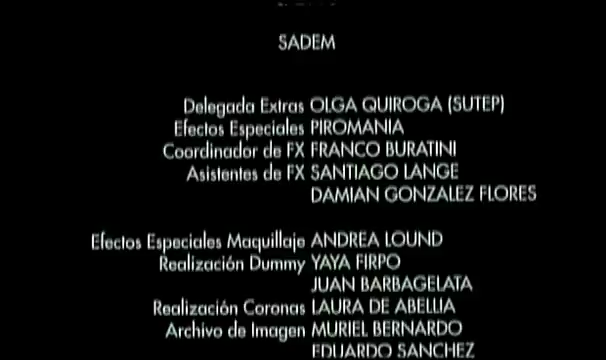 SADEM
Delegada Extras OLGA QUIROGA (SUTEP)
Efectos Especiales PIROMANIA
Coordinador de FX FRANCO BURATINI
Asistentes de FX SANTIAGO LANGE
DAMIAN GONZALEZ FLORES
Efectos Especiales Maquillaje ANDREA LOUND
Realización Dummy YAYA FIRPO
JUAN BARBAGELATA
Realización Coronas LAURA DE ABELLIA
Archivo de Imagen MURIEL BERNARDO
EDUARDO SANCHEZ